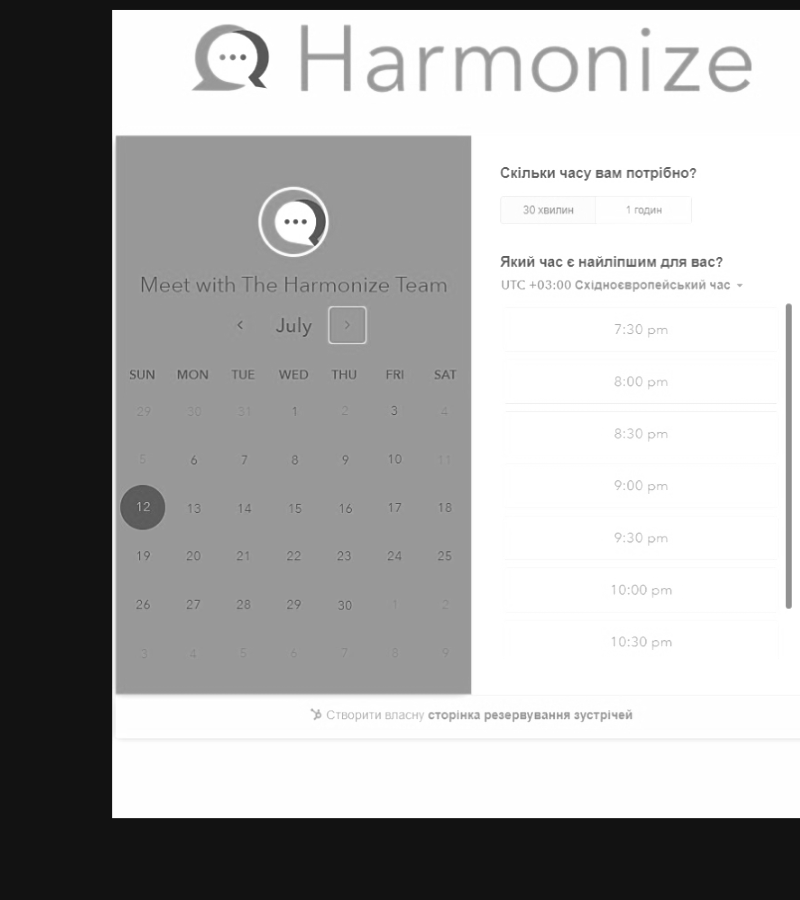 Harmonize
Meet with The Harmonize Team
July
SUN MON TUE WED THU FRI SAT
29 30 31 1 2 3 4
5 6 7 8 9 10 11
12 13 14 15 16 17 18
19 20 21 22 23 24 25
26 27 28 29 30 1 2
3 4 5 6 7 8 9
Скільки часу вам потрібно?
30 хвилин 1 годин
Який час є найліпшим для вас?
UTC +03:00 Східноєвропейський час
7:30 pm
8:00 pm
8:30 pm
9:00 pm
9:30 pm
10:00 pm
10:30 pm
Створити власну сторінка резервування зустрічей